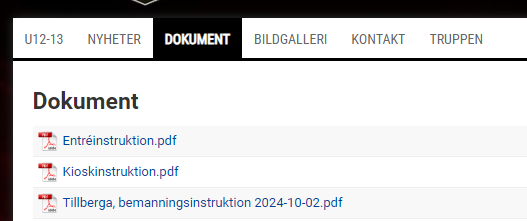 U12-13 NYHETER DOKUMENT BILDGALLERI KONTAKT TRUPPEN
Dokument
Entréinstruktion.pdf
Kioskinstruktion.pdf
Tillberga, bemanningsinstruktion 2024-10-02.pdf